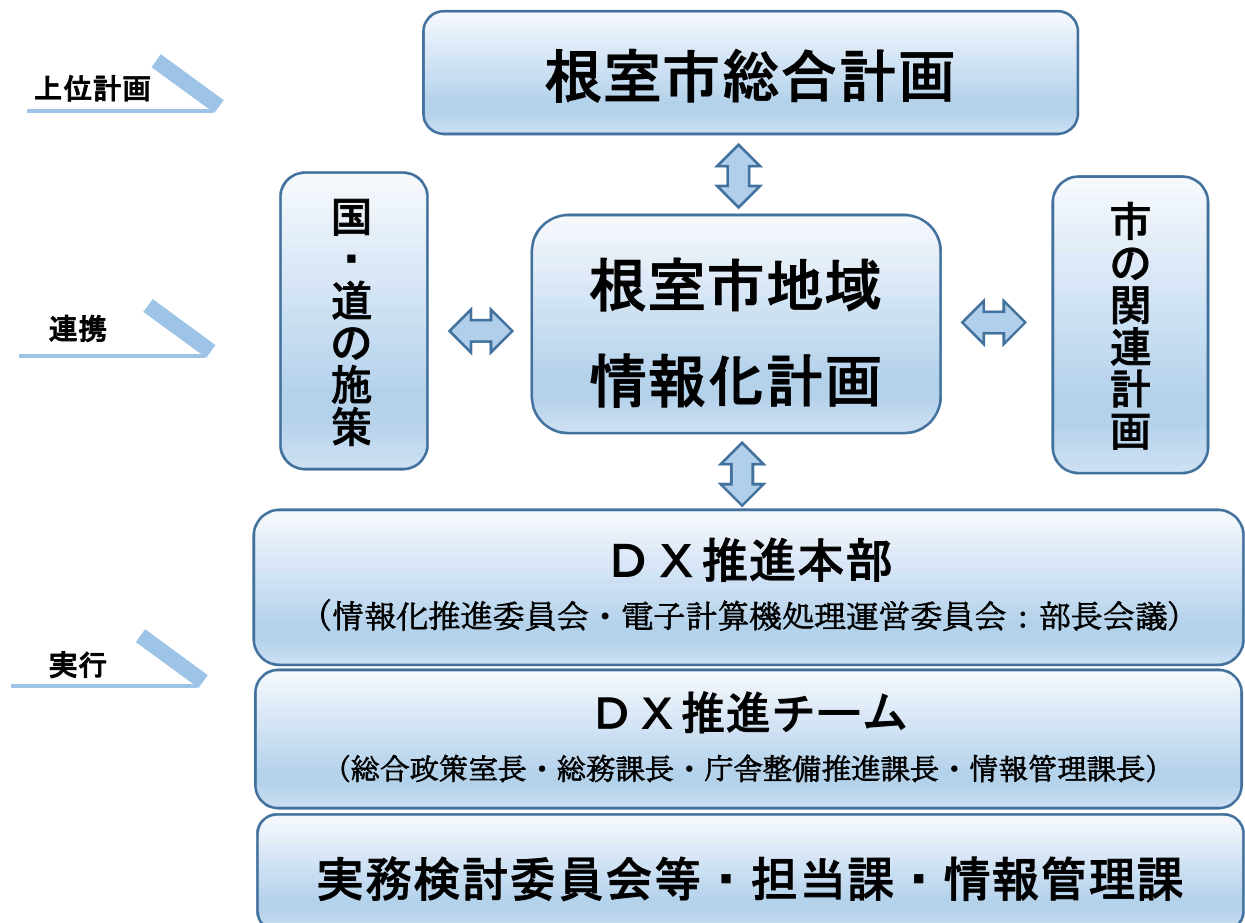 上位計画
根室市総合計画
連携
国・道の施策
根室市地域
情報化計画
市の関連計画
実行
ＤＸ推進本部
（情報化推進委員会・電子計算機処理運営委員会：部長会議）
ＤＸ推進チーム
（総合政策室長・総務課長・庁舎整備推進課長・情報管理課長）
実務検討委員会等・担当課・情報管理課